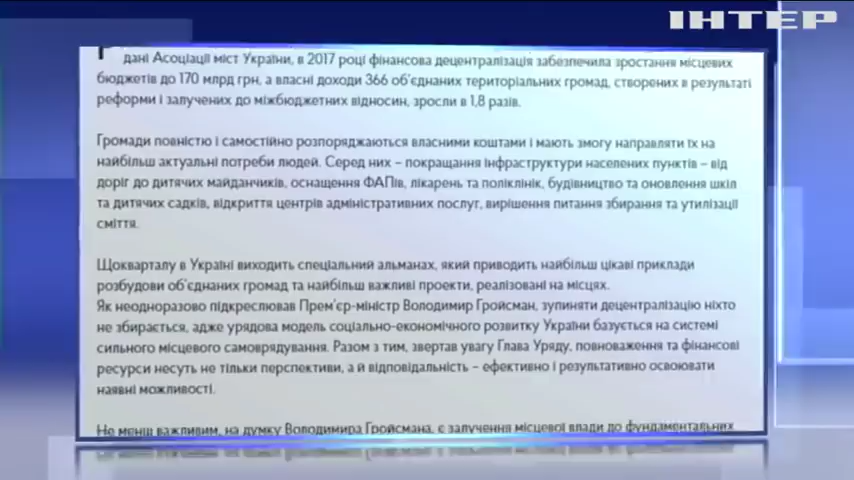 ІНТЕР
дані Асоціації міст України, в 2017 році фінансова децентралізація забезпечила зростання місцевих
бюджетів до 170 млрд грн, а власні доходи 366 об'єднаних територіальних громад, створених в результаті
реформи і залучених до міжбюджетних відносин, зросли в 1,8 разів.
Громади повністю і самостійно розпоряджаються власними коштами і мають змогу направляти їх на
найбільш актуальні потреби людей. Серед них – покращання інфраструктури населених пунктів – від
доріг до дитячих майданчиків, оснащення ФАПів, лікарень та поліклінік, будівництво та оновлення шкіл
та дитячих садків, відкриття центрів адміністративних послуг, вирішення питання збирання та утилізації
сміття.
Щокварталу в Україні виходить спеціальний альманах, який приводить найбільш цікаві приклади
розбудови об'єднаних громад та найбільш важливі проекти, реалізовані на місцях.
Як неодноразово підкреслював Прем'єр-міністр Володимир Гройсман, зупиняти децентралізацію ніхто
не збирається, адже урядова модель соціально-економічного розвитку України базується на системі
сильного місцевого самоврядування. Разом з тим, звертав увагу Глава Уряду, повноваження та фінансові
ресурси несуть не тільки перспективи, а й відповідальність – ефективно і результативно освоювати
наявні можливості.
Не менш важливим, на думку Володимира Гройсмана, є залучення місцевої влади до фундаментальних